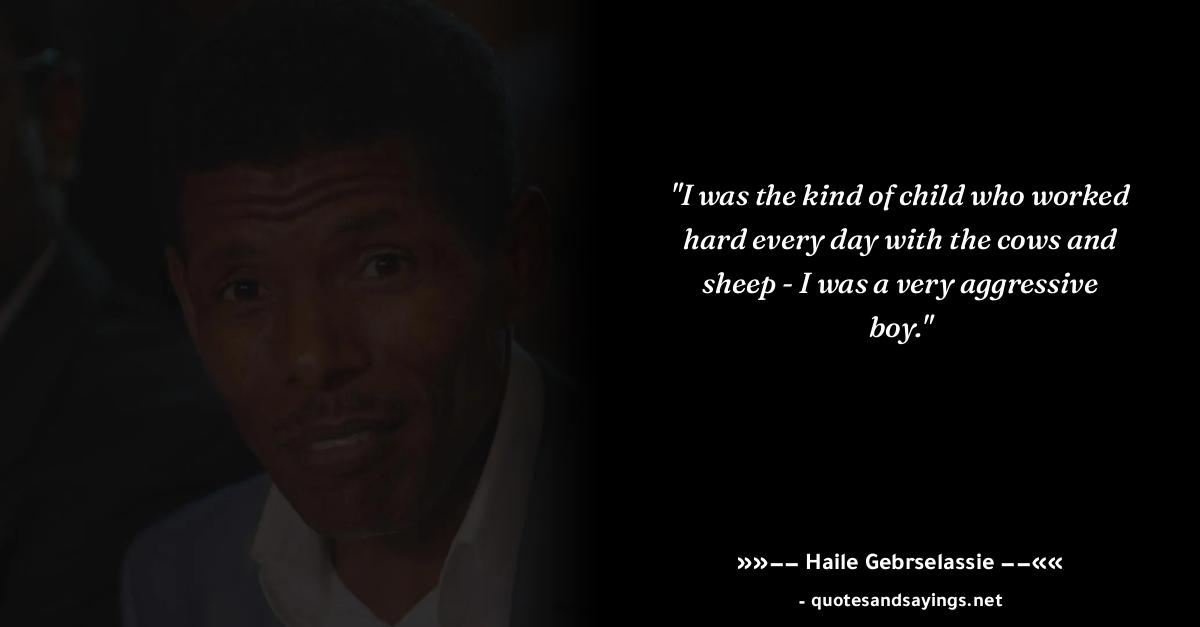 "I was the kind of child who worked
hard every day with the cows and
sheep - I was a very aggressive
boy."
»»−− Haile Gebrselassie −−««
- quotesandsayings.net